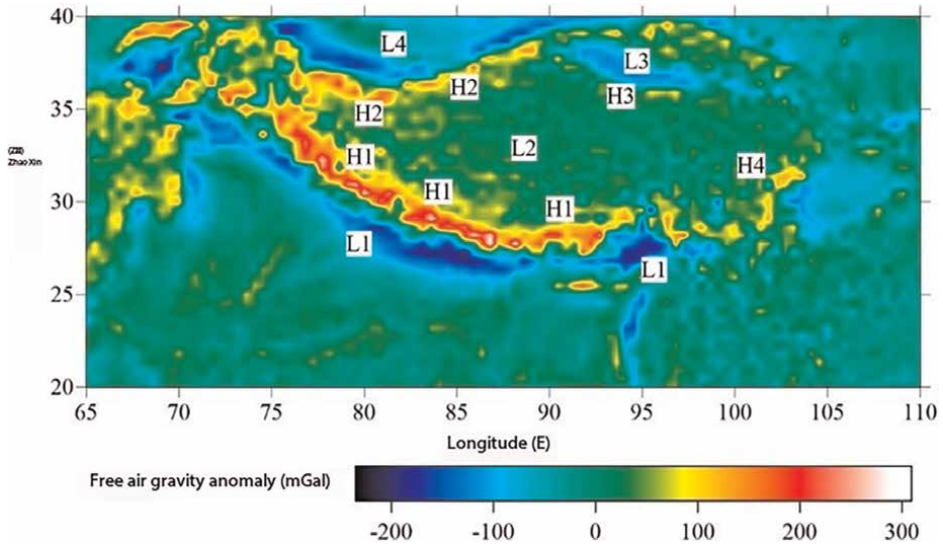 40
L4
L3
H2
H3
35
H2
L2
H1
H4
H1
H1
30
L1
L1
25
20
65 70 75 80 85 90 95 100 105 110
Zhao Xin
Longitude (E)
Free air gravity anomaly (mGal)
-200 -100 0 100 200 300